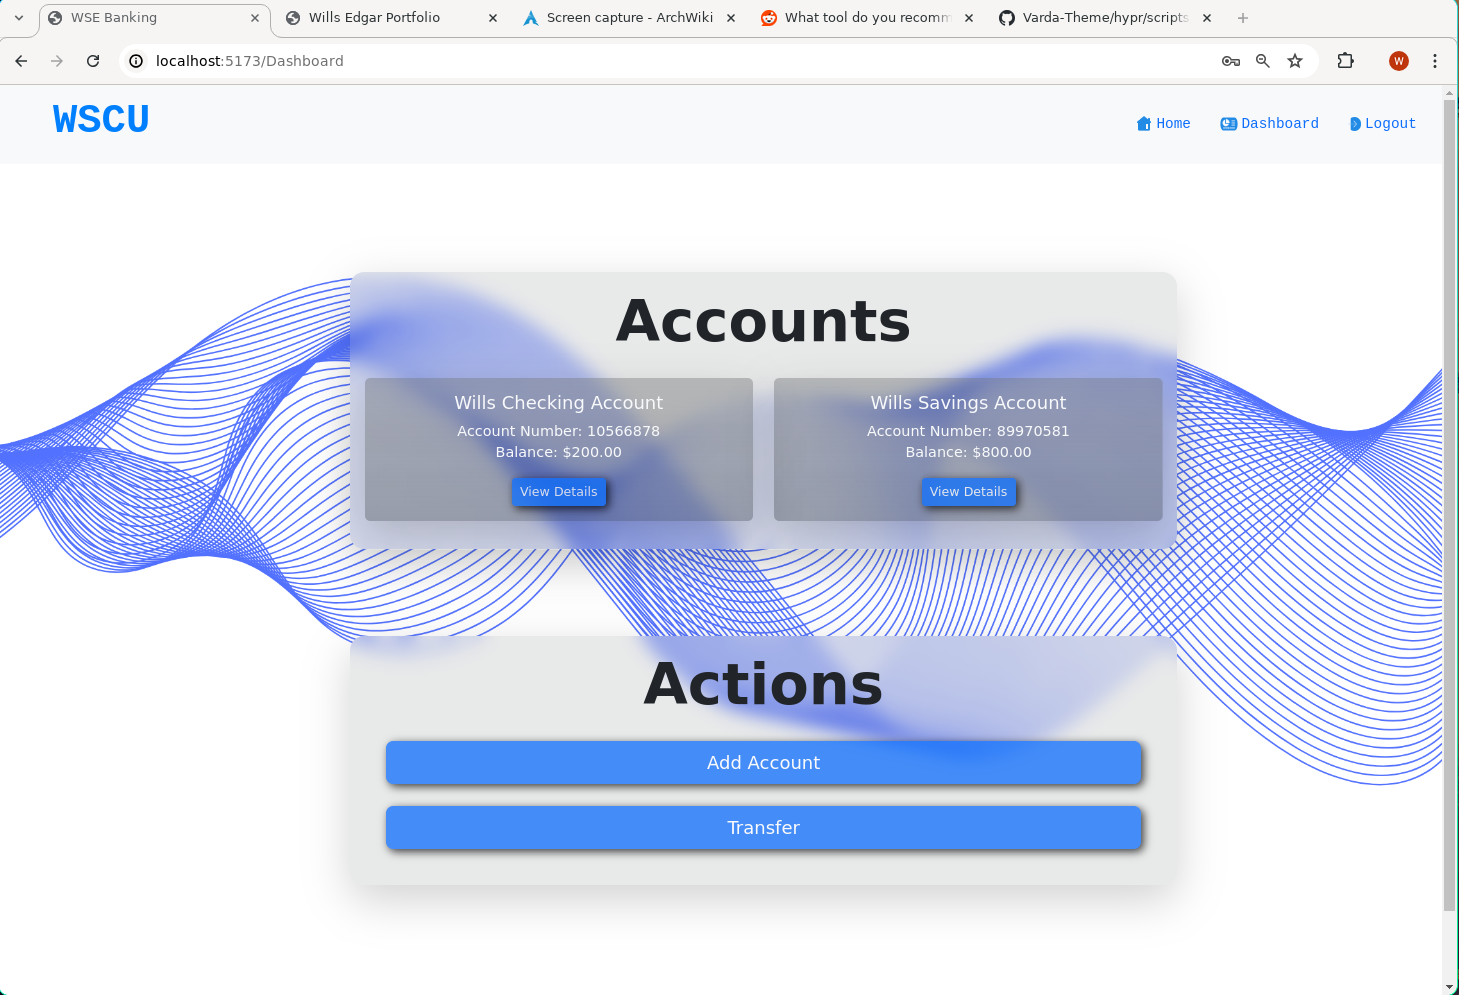 WSE Banking
Wills Edgar Portfolio
Screen capture - ArchWiki
What tool do you recomm
Varda-Theme/hypr/scripts
localhost:5173/Dashboard
W
WSCU
Home
Dashboard
Logout
Accounts
Wills Checking Account
Account Number: 10566878
Balance: $200.00
View Details
Wills Savings Account
Account Number: 89970581
Balance: $800.00
View Details
Actions
Add Account
Transfer